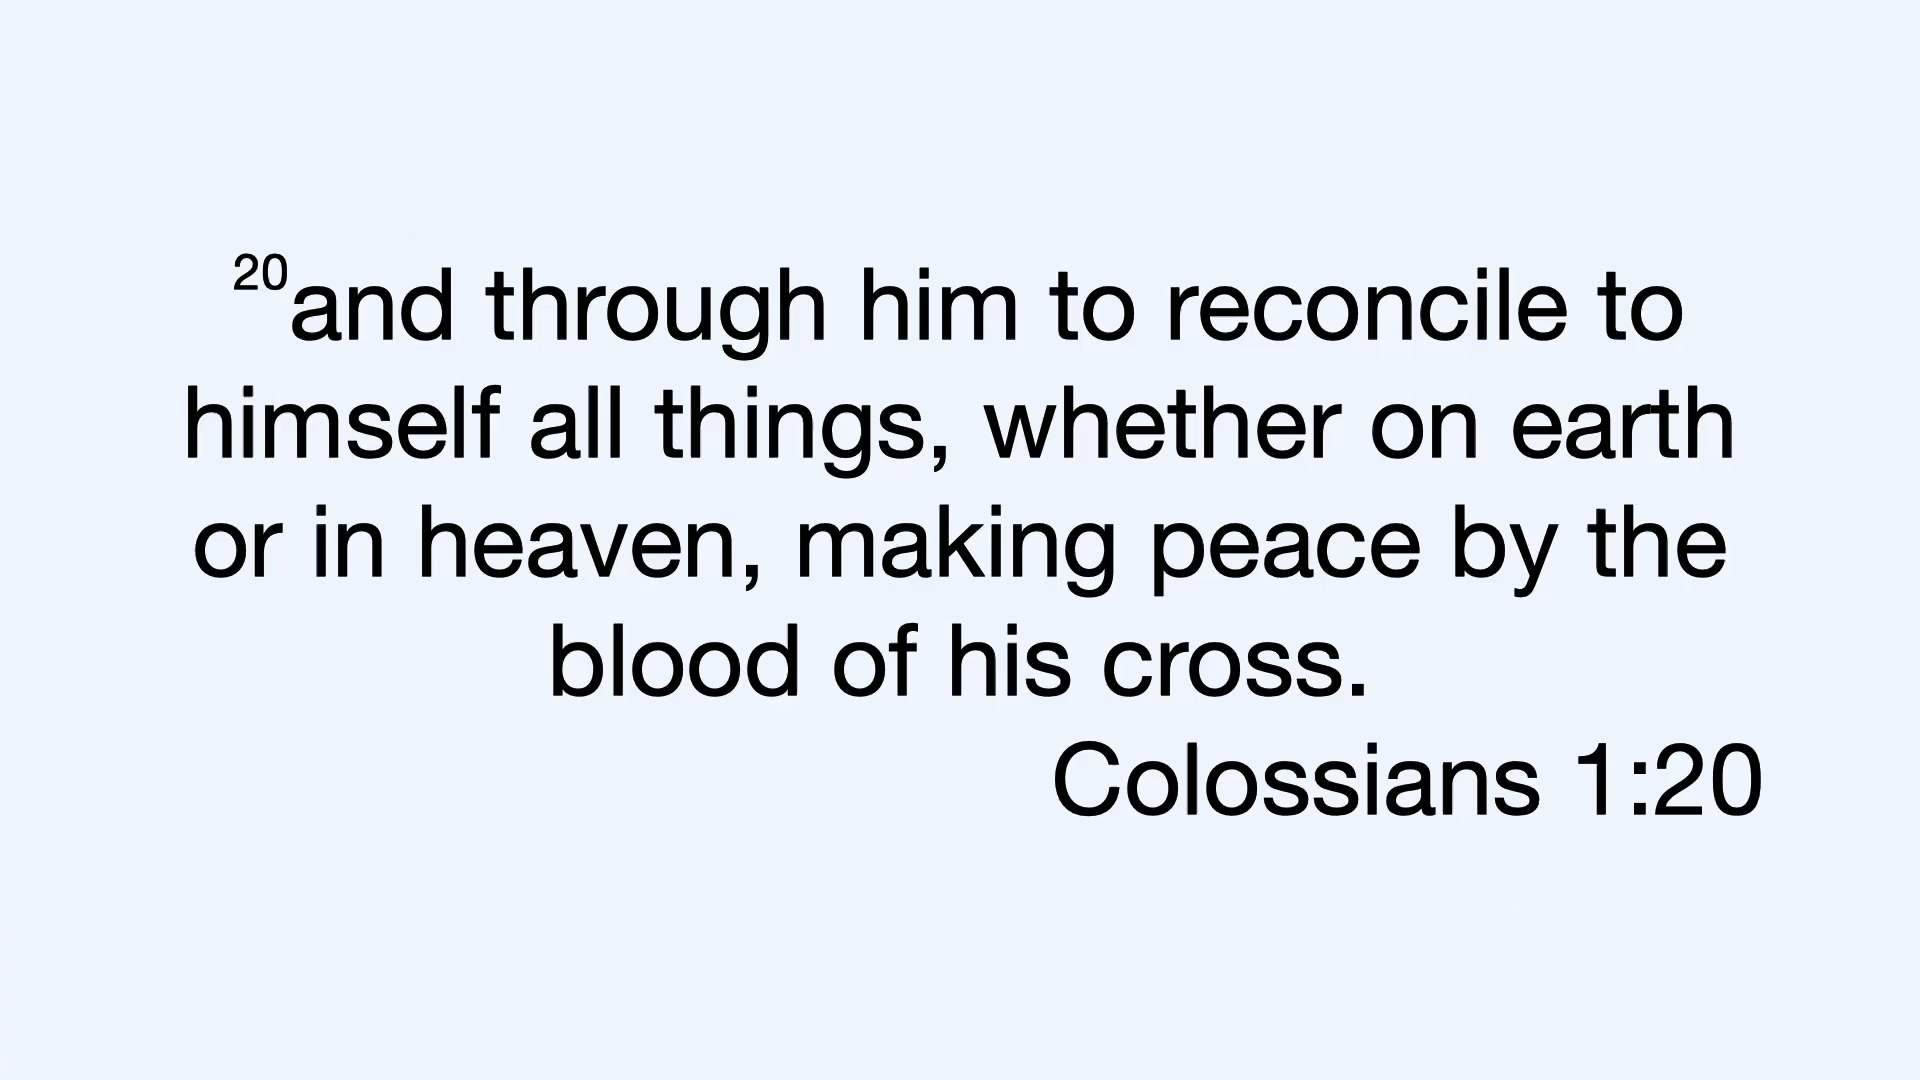 20and through him to reconcile to
himself all things, whether on earth
or in heaven, making peace by the
blood of his cross.
Colossians 1:20